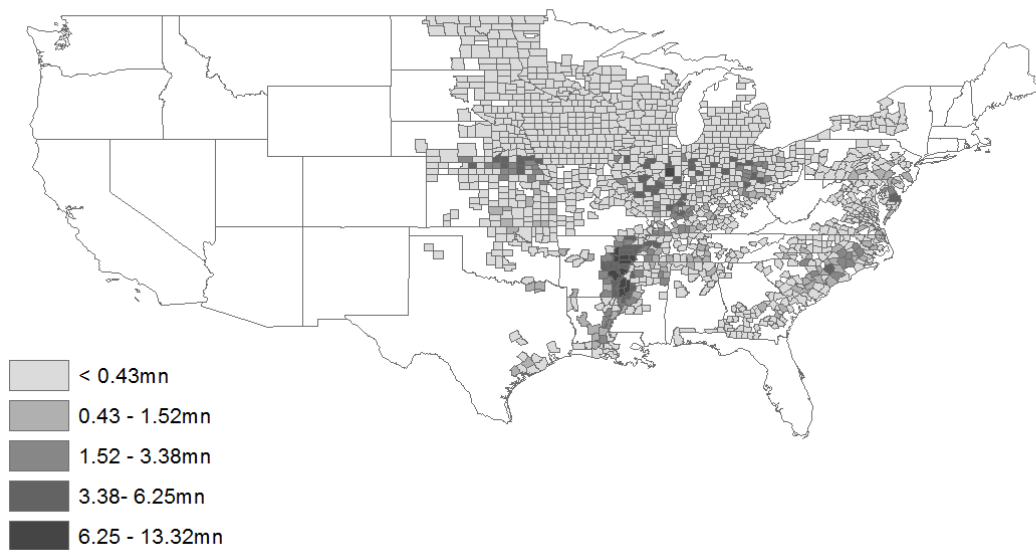 < 0.43mn
0.43 - 1.52mn
1.52 - 3.38mn
3.38- 6.25mn
6.25 - 13.32mn